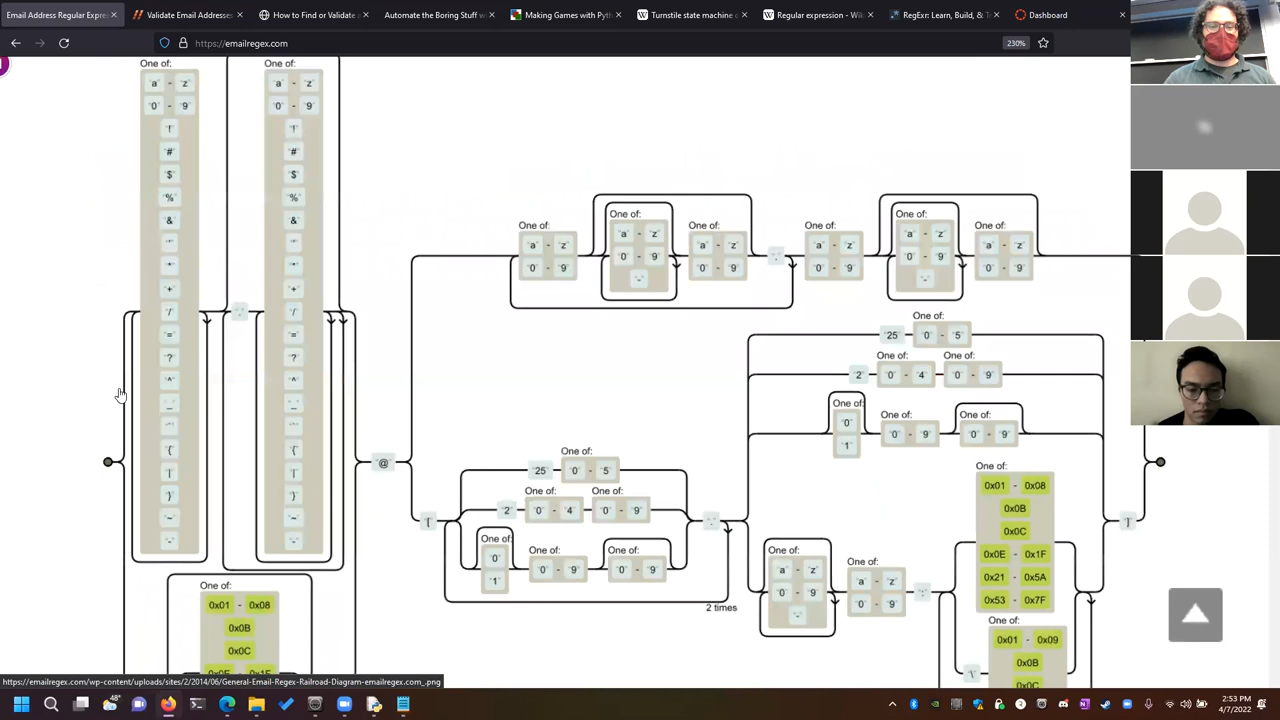 Email Address Regular Expr
Validate Email Addresses
How to Find or Validate
Automate the Boring Stuff w
Making Games with Pyth
Turnstile state machine
Regular expression - Wiki
RegExr: Learn, Build, & Te
Dashboard
https://emailregex.com
230%
One of: One of:
"a" - "z" "a" - "z"
"0" - "9" "0" - "9"
"!" "!"
"#" "#"
"$" "$"
"%" "%"
"&" "&"
"'" "'"
"*" "*"
"+" "+"
"/" "/"
"=" "="
"?" "?"
"^" "^"
"_" "_"
"`" "`"
"{" "{"
"|" "|"
"}" "}"
"~" "~"
"-" "-"
"."
"@"
One of: One of: One of: One of: One of: One of:
"a" - "z" "a" - "z" "a" - "z" "a" - "z" "a" - "z" "a" - "z"
"0" - "9" "0" - "9" "0" - "9" "." "0" - "9" "0" - "9" "0" - "9"
"-" "-"
One of:
"25" "0" - "5"
One of: One of:
"2" "0" - "4" "0" - "9"
One of: One of: One of:
"0" "0" - "9" "0" - "9"
"1"
One of:
"25" "0" - "5"
One of: One of:
"2" "0" - "4" "0" - "9"
One of: One of: One of:
"0" "0" - "9" "0" - "9"
"1"
"[" "." "]"
2 times
One of: One of:
"a" - "z" "a" - "z"
"0" - "9" "0" - "9"
"-" ":"
One of:
0x01 - 0x08
0x0B
0x0C
0x0E - 0x1F
0x21 - 0x5A
0x53 - 0x7F
One of:
0x01 - 0x09
0x0B
0x0C
"\"
One of:
0x01 - 0x08
0x0B
0x0C
0x0E - 0x1F
https://emailregex.com/wp-content/uploads/sites/2/2014/06/General-Email-Regex-Railroad-Diagram-emailregex.com_.png
48°
2:53 PM
4/7/2022